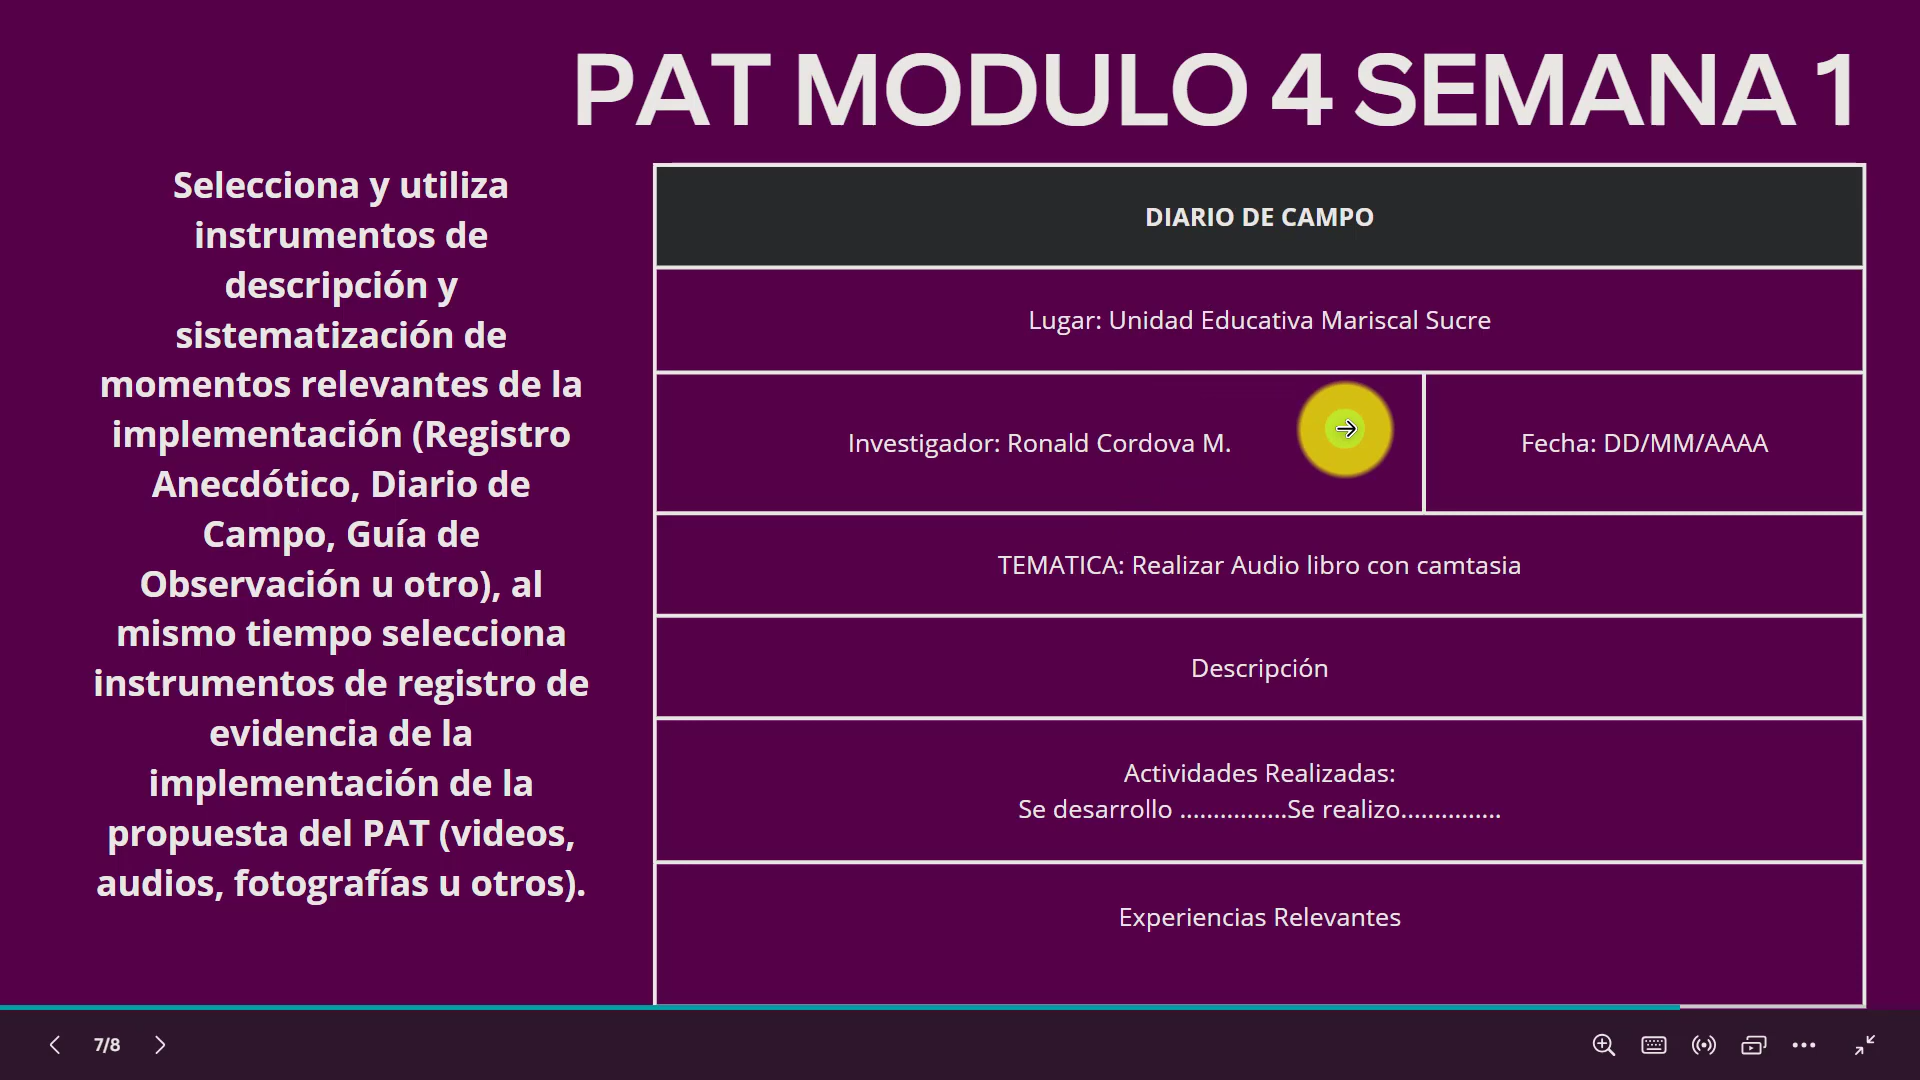 PAT MODULO 4 SEMANA 1
Selecciona y utiliza
instrumentos de
descripción y
sistematización de
momentos relevantes de la
implementación (Registro
Anecdótico, Diario de
Campo, Guía de
Observación u otro), al
mismo tiempo selecciona
instrumentos de registro de
evidencia de la
implementación de la
propuesta del PAT (videos,
audios, fotografías u otros).
DIARIO DE CAMPO
Lugar: Unidad Educativa Mariscal Sucre
Investigador: Ronald Cordova M.
Fecha: DD/MM/AAAA
TEMATICA: Realizar Audio libro con camtasia
Descripción
Actividades Realizadas:
Se desarrollo ................Se realizo...............
Experiencias Relevantes
7/8